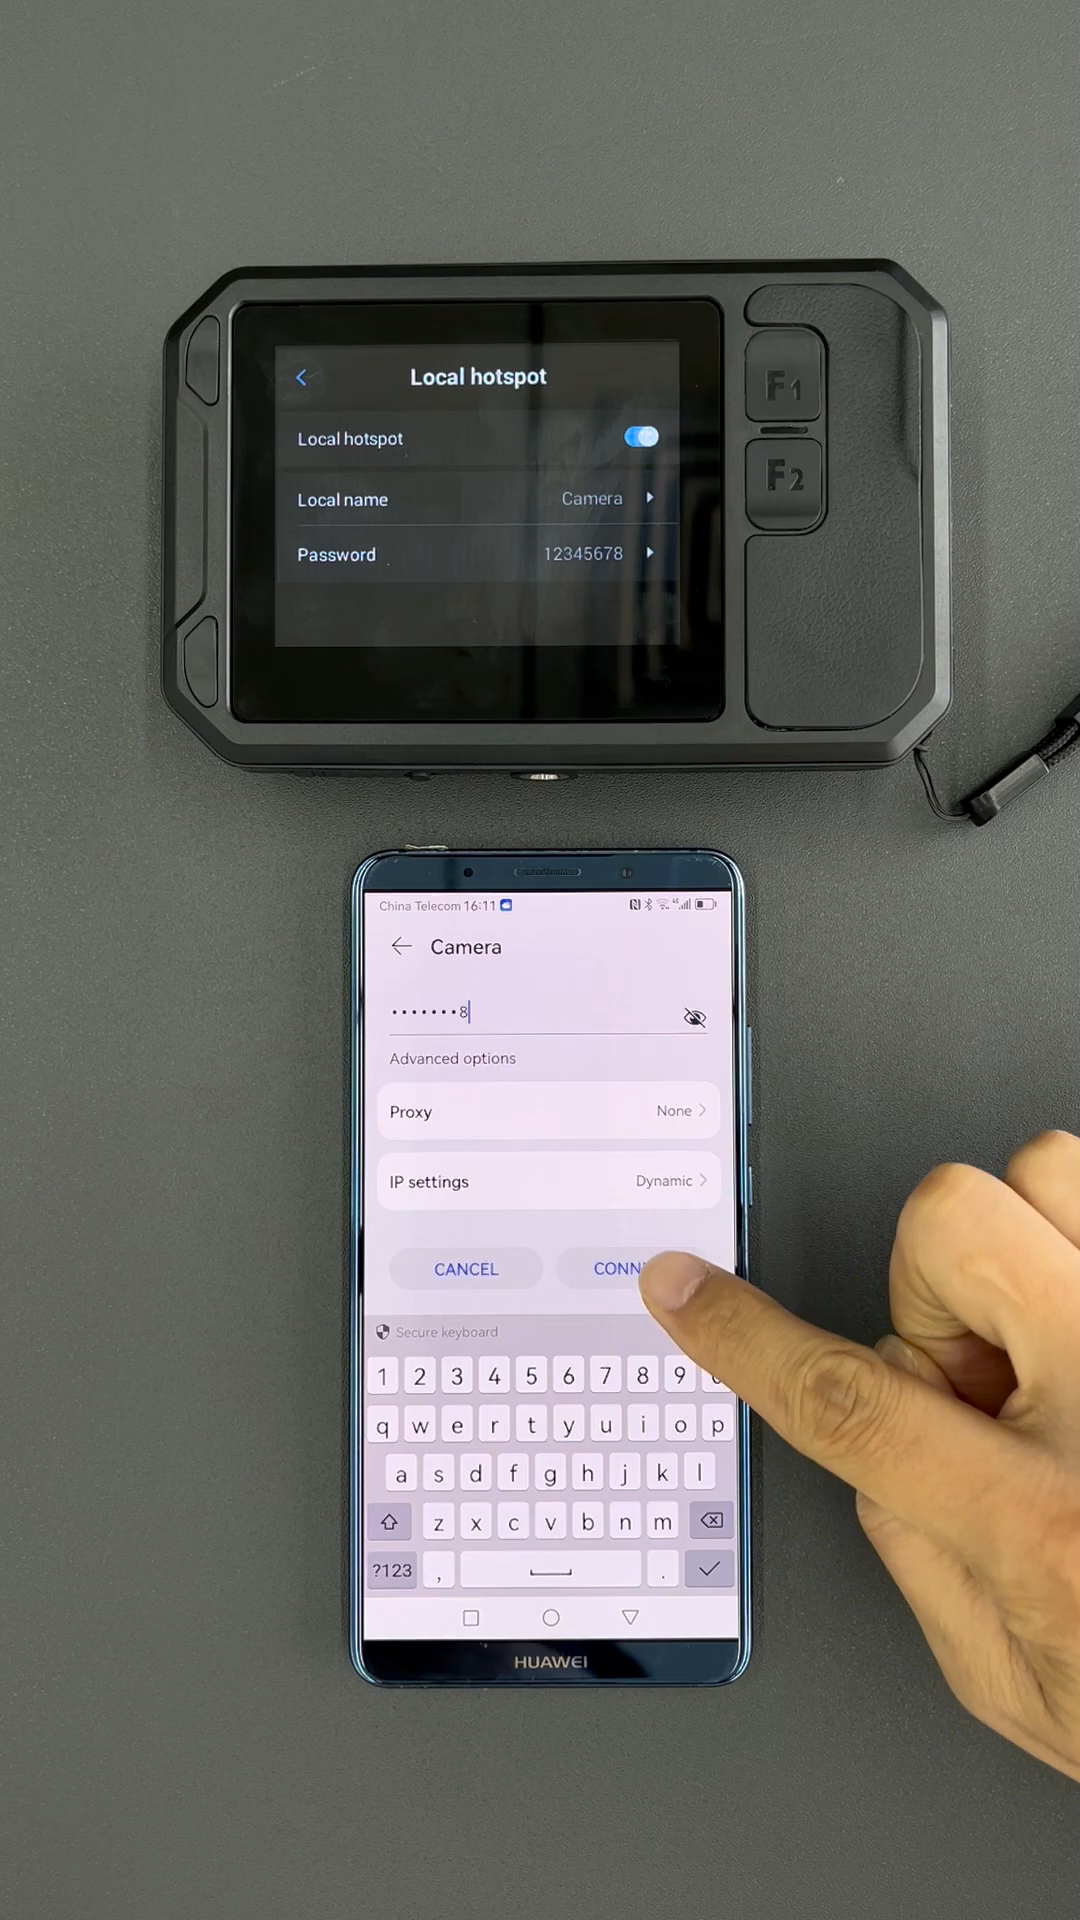 Local hotspot
Local hotspot
Local name Camera
Password 12345678
F1
F2
China Telecom 16:11
Camera
•••••••8
Advanced options
Proxy None
IP settings Dynamic
CANCEL CONN
Secure keyboard
1 2 3 4 5 6 7 8 9
q w e r t y u i o p
a s d f g h j k l
z x c v b n m
?123 , .
HUAWEI